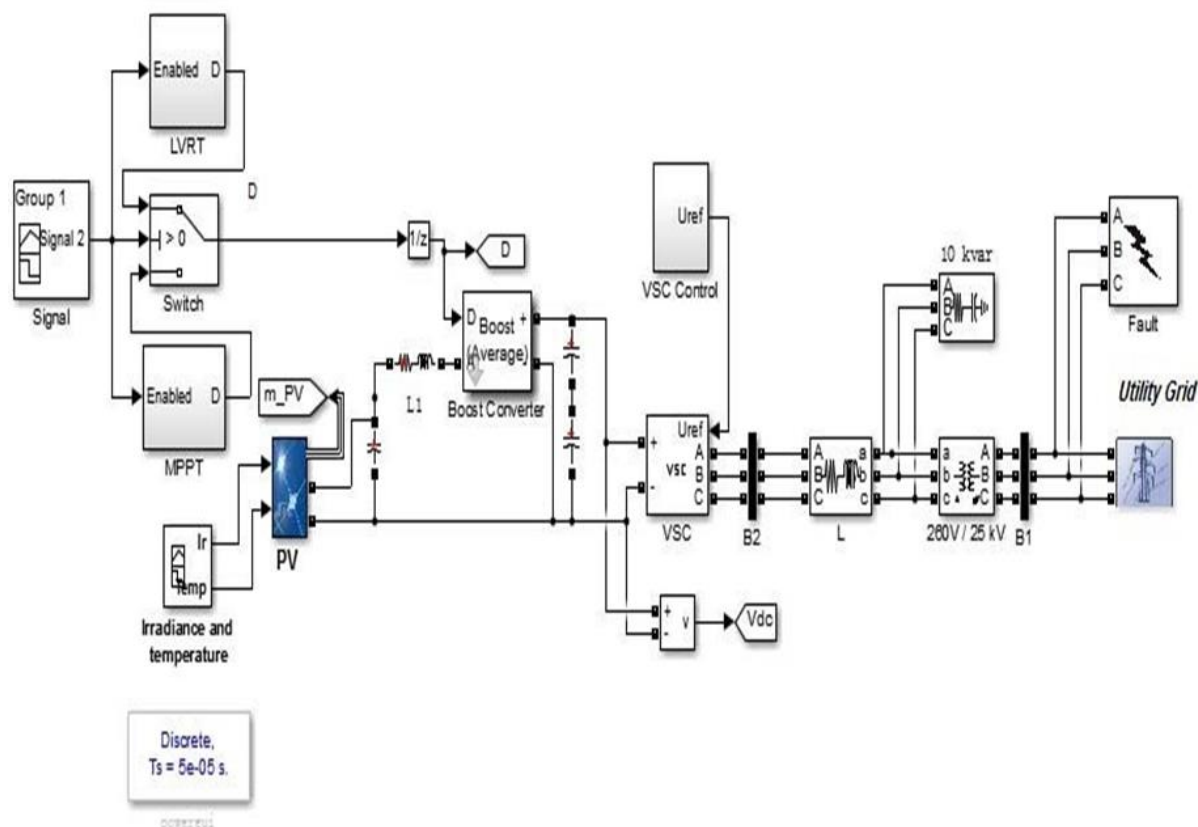 Enabled D
LVRT
Group 1
Signal 2
Signal
D
> 0
Switch
1/z
D
Enabled D
MPPT
m_PV
L1
D Boost +
(Average)
-
Boost Converter
Uref
VSC Control
10 kvar
A
B
C
A
B
C
Fault
Utility Grid
Uref
+ A
VSC B
- C
VSC
B2
A a
B b
C c
L
a A
b B
c C
260V / 25 kV
B1
PV
Ir
Temp
Irradiance and
temperature
+
-
v
Vdc
Discrete,
Ts = 5e-05 s.
powergui